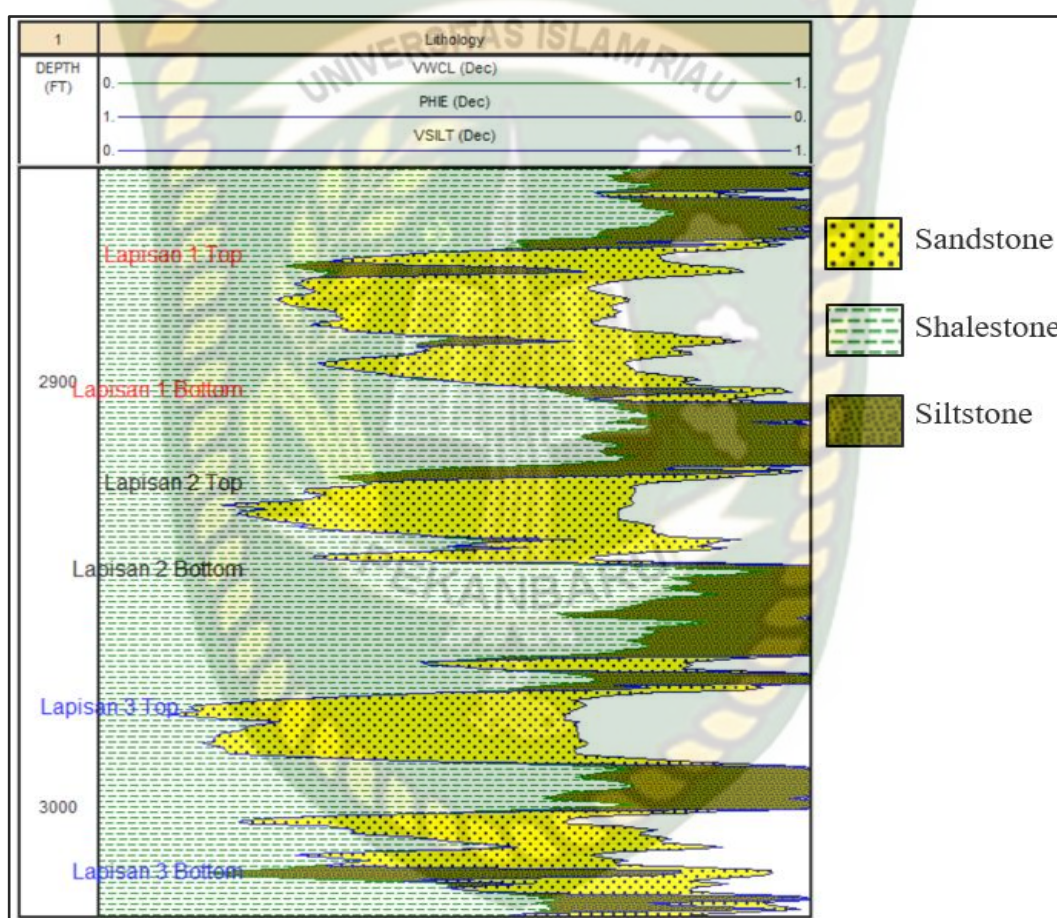 UNIVERSITAS ISLAM RIAU
1 Lithology
DEPTH
(FT)
VWCL (Dec)
0. 1.
PHIE (Dec)
1. 0.
VSILT (Dec)
0. 1.
Sandstone
Lapisan 1 Top
Shalestone
2900
Lapisan 1 Bottom
Siltstone
Lapisan 2 Top
PEKANBARU
Lapisan 2 Bottom
Lapisan 3 Top
3000
Lapisan 3 Bottom